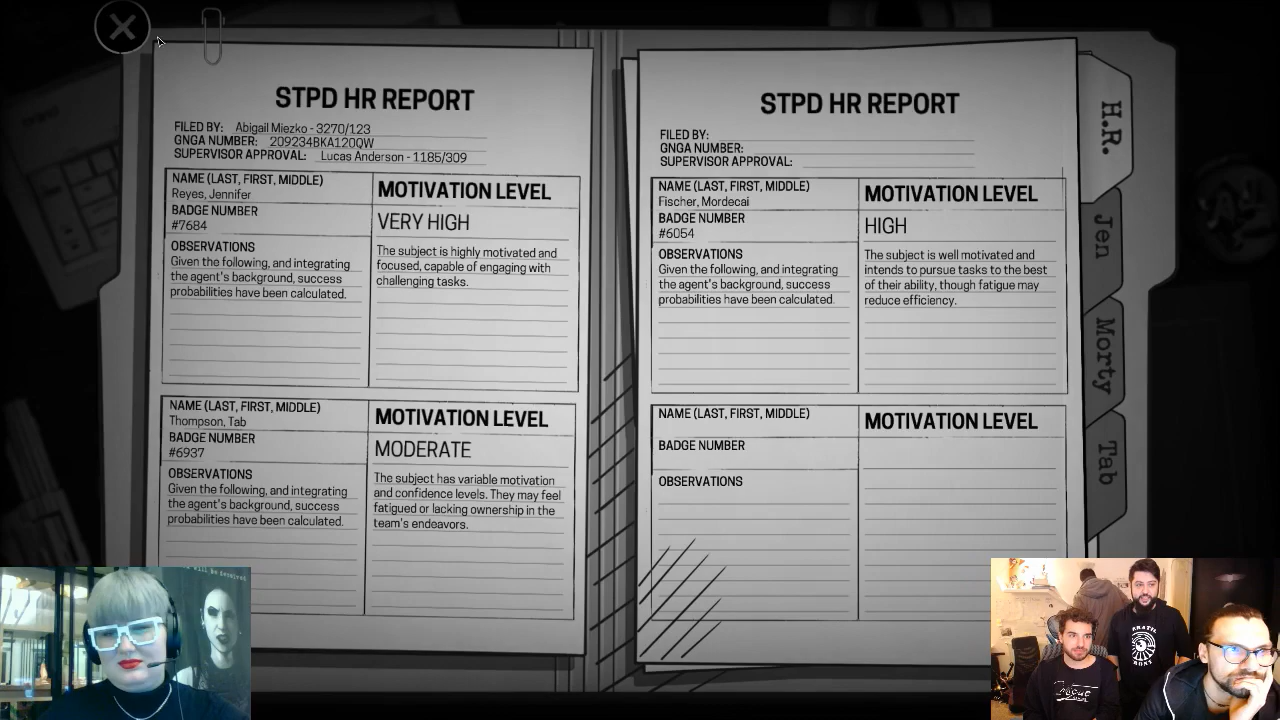 STPD HR REPORT
FILED BY: Abigail Miezko - 3270/123
GNGA NUMBER: 209234BKA120QW
SUPERVISOR APPROVAL: Lucas Anderson - 1185/309
NAME (LAST, FIRST, MIDDLE)
Reyes, Jennifer
BADGE NUMBER
#7684
OBSERVATIONS
Given the following, and integrating
the agent's background, success
probabilities have been calculated.
MOTIVATION LEVEL
VERY HIGH
The subject is highly motivated and
focused, capable of engaging with
challenging tasks.
NAME (LAST, FIRST, MIDDLE)
Thompson, Tab
BADGE NUMBER
#6937
OBSERVATIONS
Given the following, and integrating
the agent's background, success
probabilities have been calculated.
MOTIVATION LEVEL
MODERATE
The subject has variable motivation
and confidence levels. They may feel
fatigued or lacking ownership in the
team's endeavors.
STPD HR REPORT
FILED BY:
GNGA NUMBER:
SUPERVISOR APPROVAL:
NAME (LAST, FIRST, MIDDLE)
Fischer, Mordecai
BADGE NUMBER
#6054
OBSERVATIONS
Given the following, and integrating
the agent's background, success
probabilities have been calculated.
MOTIVATION LEVEL
HIGH
The subject is well motivated and
intends to pursue tasks to the best
of their ability, though fatigue may
reduce efficiency.
NAME (LAST, FIRST, MIDDLE)
BADGE NUMBER
OBSERVATIONS
MOTIVATION LEVEL
H.R.
Jen
Morty
Tab